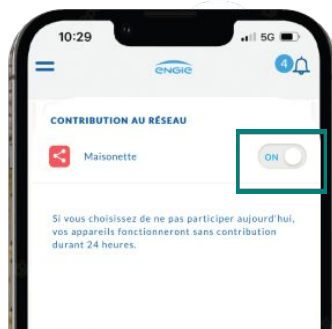 10:29
5G
ENGIE
4
CONTRIBUTION AU RÉSEAU
Maisonette
ON
Si vous choisissez de ne pas participer aujourd'hui,
vos appareils fonctionneront sans contribution
durant 24 heures.